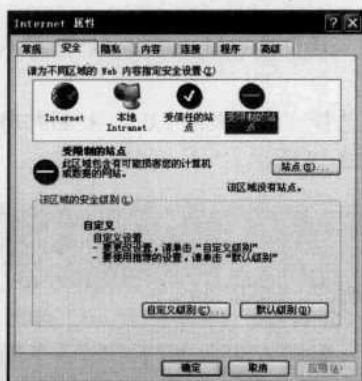 Internet 属性
常规 安全 隐私 内容 连接 程序 高级
请为不同区域的 Web 内容指定安全设置(Z)
Internet 本地 Intranet 受信任的站点 受限制的站点
受限制的站点
此区域包含有可能损害您的计算机或数据的网站。
站点(S)...
该区域没有站点。
该区域的安全级别(L)
自定义
自定义设置
- 要更改设置，请单击“自定义级别”
- 要使用推荐的设置，请单击“默认级别”
自定义级别(C)... 默认级别(D)
确定 取消 应用(A)